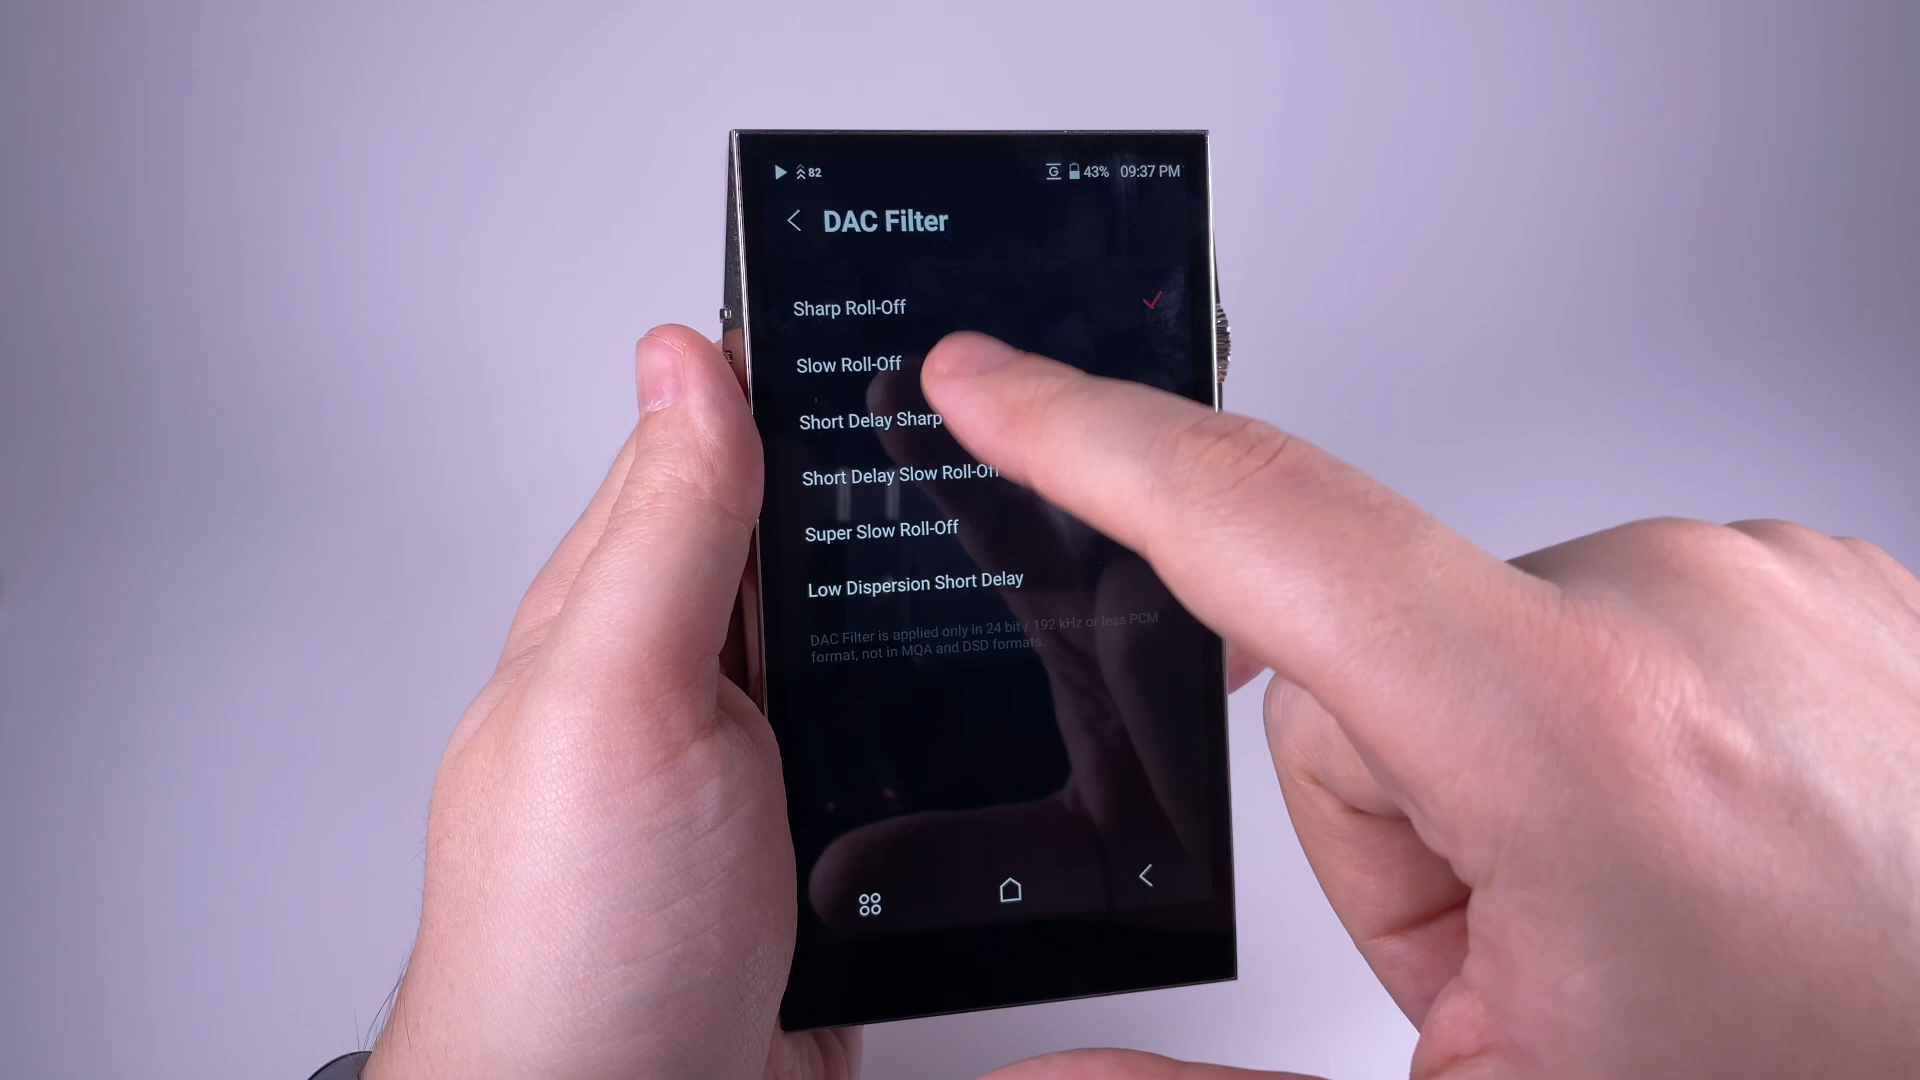 82
G 43% 09:37 PM
DAC Filter
Sharp Roll-Off
Slow Roll-Off
Short Delay Sharp
Short Delay Slow Roll-Off
Super Slow Roll-Off
Low Dispersion Short Delay
DAC Filter is applied only in 24 bit / 192 kHz or less PCM
format, not in MQA and DSD formats.